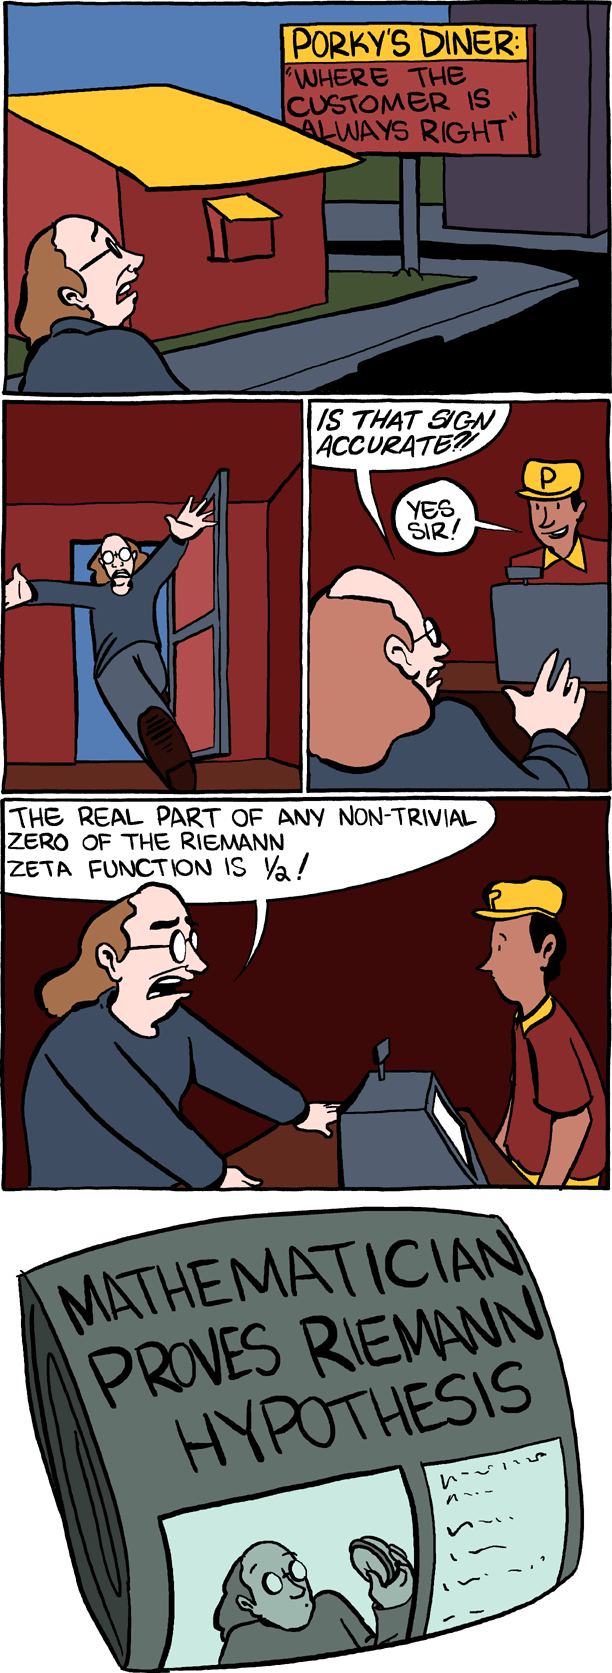 PORKY'S DINER:
"WHERE THE
CUSTOMER IS
ALWAYS RIGHT"
IS THAT SIGN
ACCURATE?!
P
YES
SIR!
THE REAL PART OF ANY NON-TRIVIAL
ZERO OF THE RIEMANN
ZETA FUNCTION IS 1/2!
P
MATHEMATICIAN
PROVES RIEMANN
HYPOTHESIS